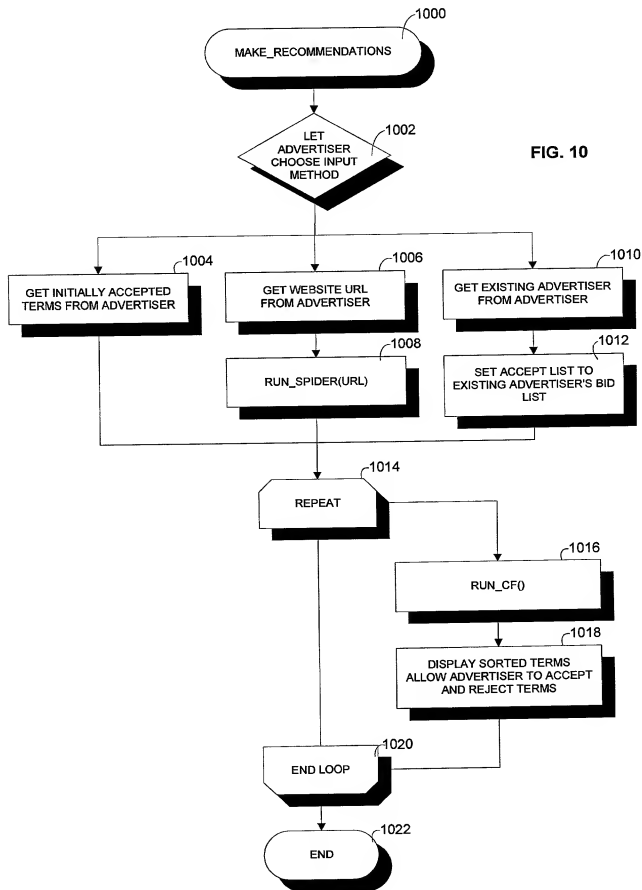 1000
MAKE_RECOMMENDATIONS
1002
LET
ADVERTISER
CHOOSE INPUT
METHOD
FIG. 10
1004
GET INITIALLY ACCEPTED
TERMS FROM ADVERTISER
1006
GET WEBSITE URL
FROM ADVERTISER
1010
GET EXISTING ADVERTISER
FROM ADVERTISER
1008
RUN_SPIDER(URL)
1012
SET ACCEPT LIST TO
EXISTING ADVERTISER'S BID
LIST
1014
REPEAT
1016
RUN_CF()
1018
DISPLAY SORTED TERMS
ALLOW ADVERTISER TO ACCEPT
AND REJECT TERMS
1020
END LOOP
1022
END